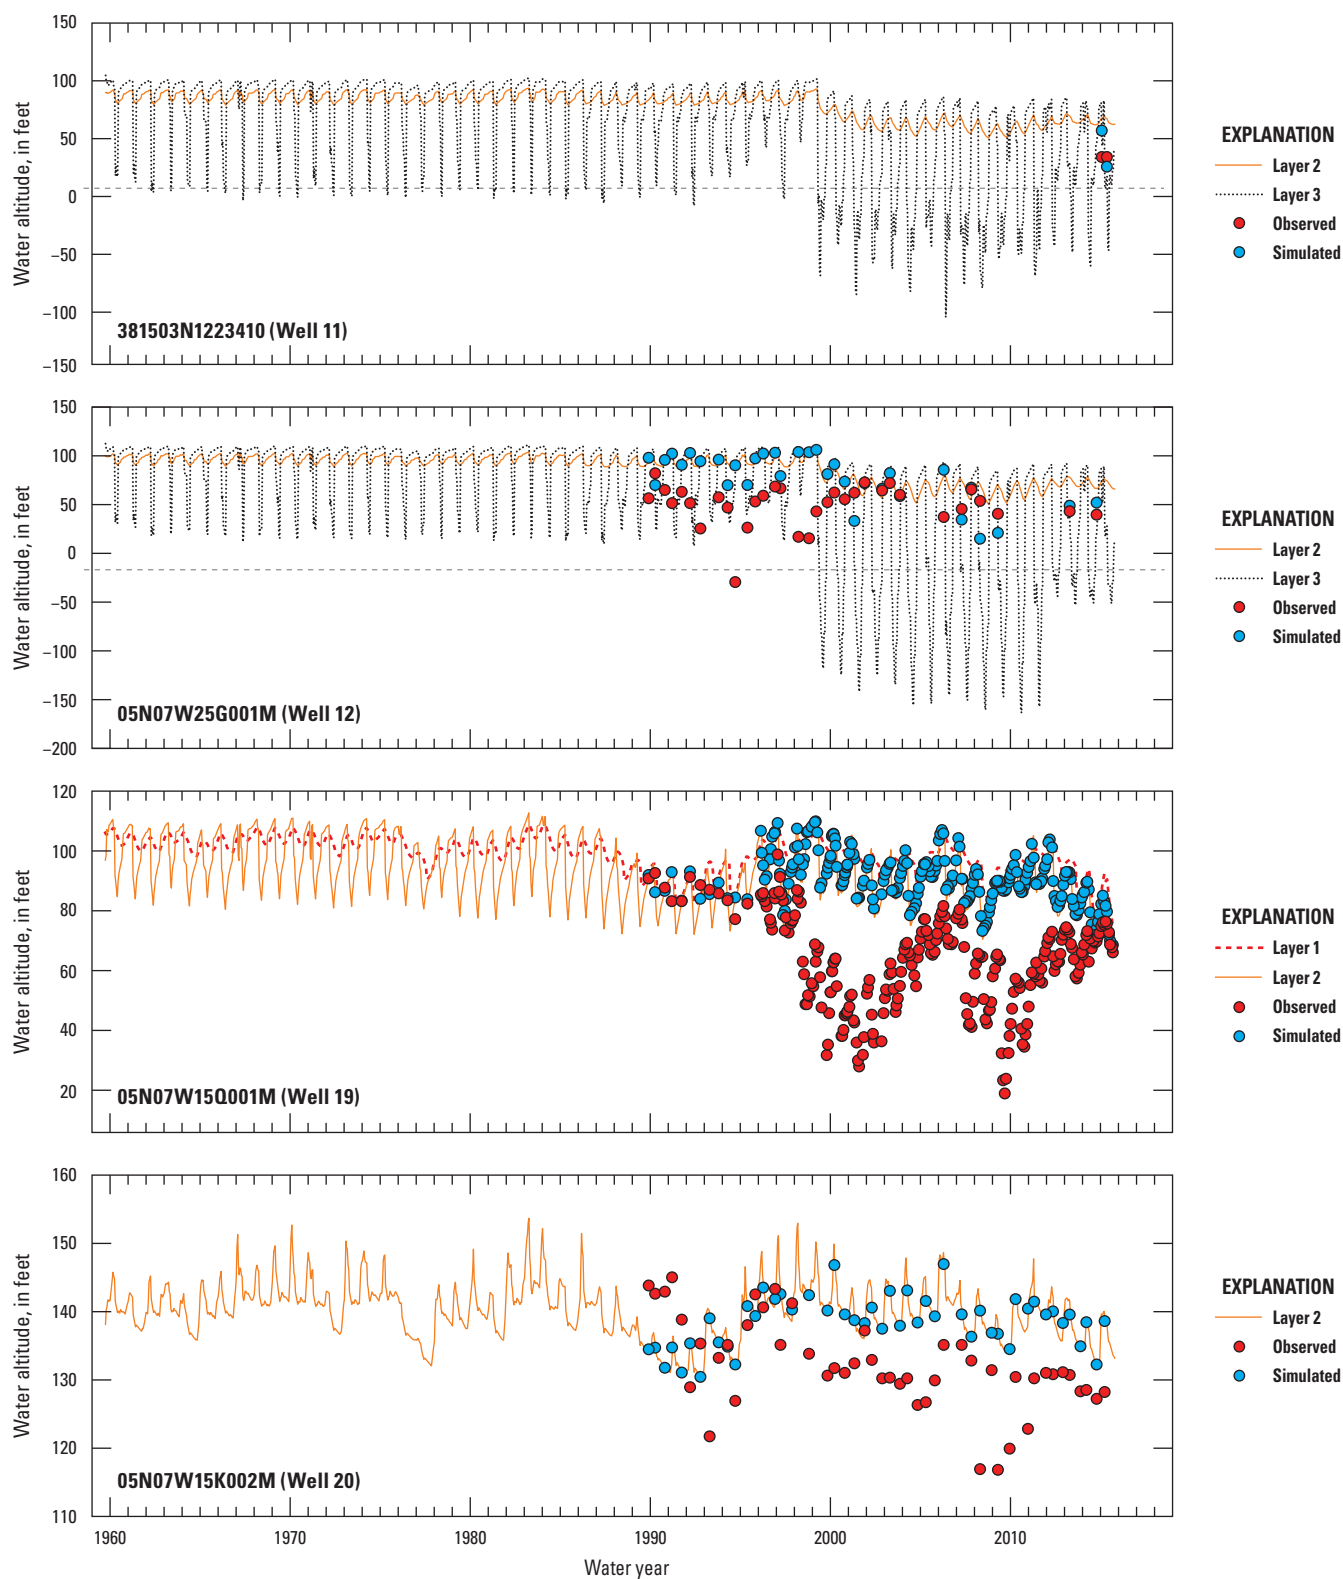 150
100
50
0
–50
–100
–150
Water altitude, in feet
381503N1223410 (Well 11)
EXPLANATION
Layer 2
Layer 3
Observed
Simulated
150
100
50
0
–50
–100
–150
–200
Water altitude, in feet
05N07W25G001M (Well 12)
EXPLANATION
Layer 2
Layer 3
Observed
Simulated
120
100
80
60
40
20
Water altitude, in feet
05N07W15Q001M (Well 19)
EXPLANATION
Layer 1
Layer 2
Observed
Simulated
160
150
140
130
120
110
Water altitude, in feet
05N07W15K002M (Well 20)
EXPLANATION
Layer 2
Observed
Simulated
1960 1970 1980 1990 2000 2010
Water year